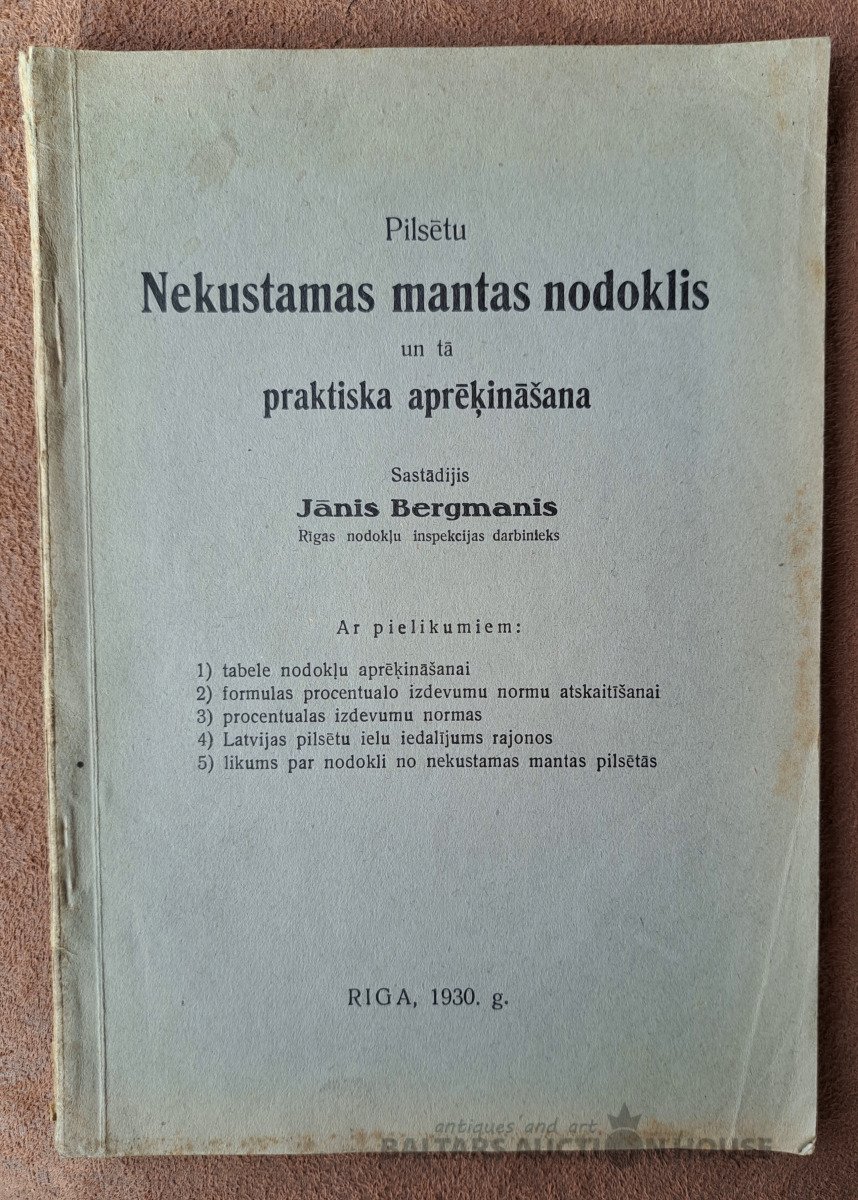 Pilsētu
Nekustamas mantas nodoklis
un tā
praktiska aprēķināšana
Sastādijis
Jānis Bergmanis
Rīgas nodokļu inspekcijas darbinieks
Ar pielikumiem:
1) tabele nodokļu aprēķināšanai
2) formulas procentualo izdevumu normu atskaitīšanai
3) procentualas izdevumu normas
4) Latvijas pilsētu ielu iedalījums rajonos
5) likums par nodokli no nekustamas mantas pilsētās
RIGA, 1930. g.
antiques and art
BALTARS AUCTION HOUSE